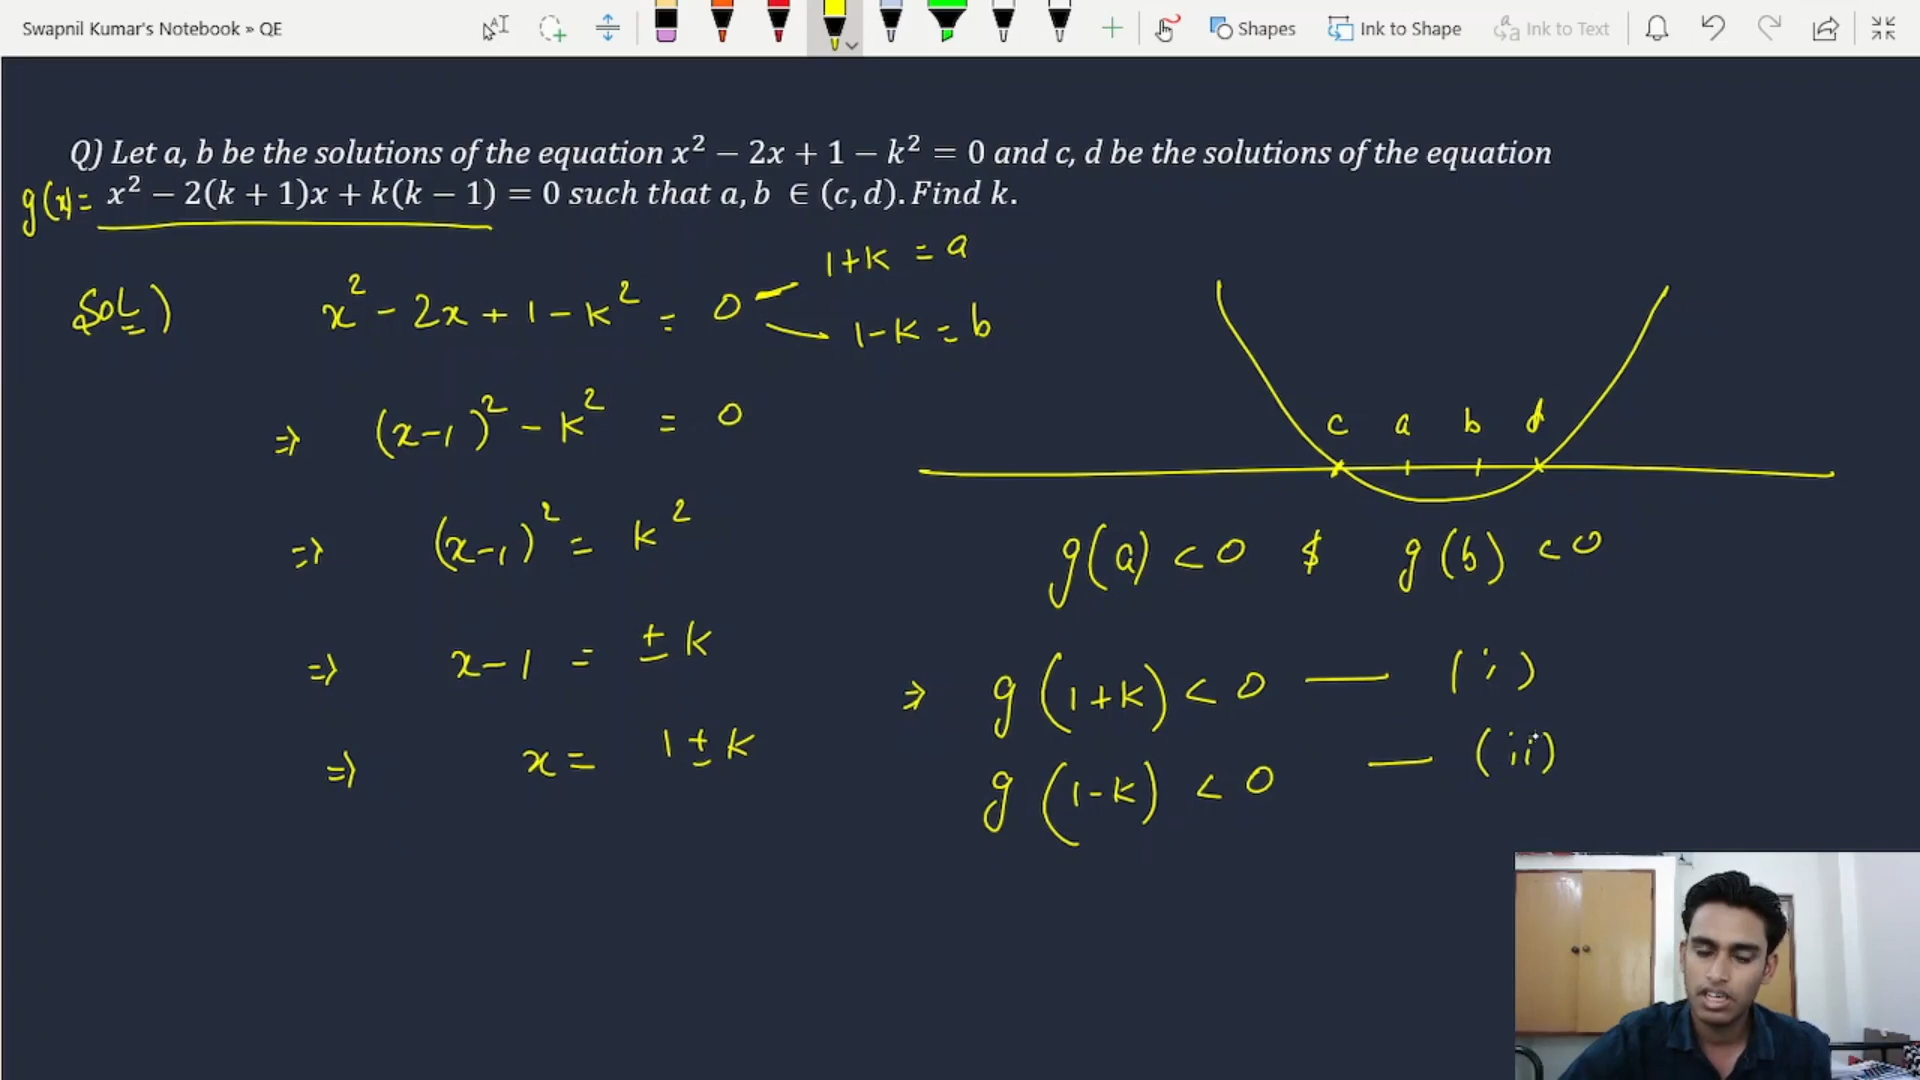 Swapnil Kumar's Notebook » QE
Shapes
Ink to Shape
Ink to Text
Q) Let a, b be the solutions of the equation x² − 2x + 1 − k² = 0 and c, d be the solutions of the equation
g(x)= x² − 2(k + 1)x + k(k − 1) = 0 such that a, b ∈ (c, d). Find k.
Sol)
x² - 2x + 1 - k² = 0
1+k = a
1-k = b
⇒ (x-1)² - k² = 0
⇒ (x-1)² = k²
⇒ x-1 = ± k
⇒ x = 1 ± k
c a b d
g(a) < 0 $ g(b) < 0
⇒ g(1+k) < 0 — (i)
g(1-k) < 0 — (ii)